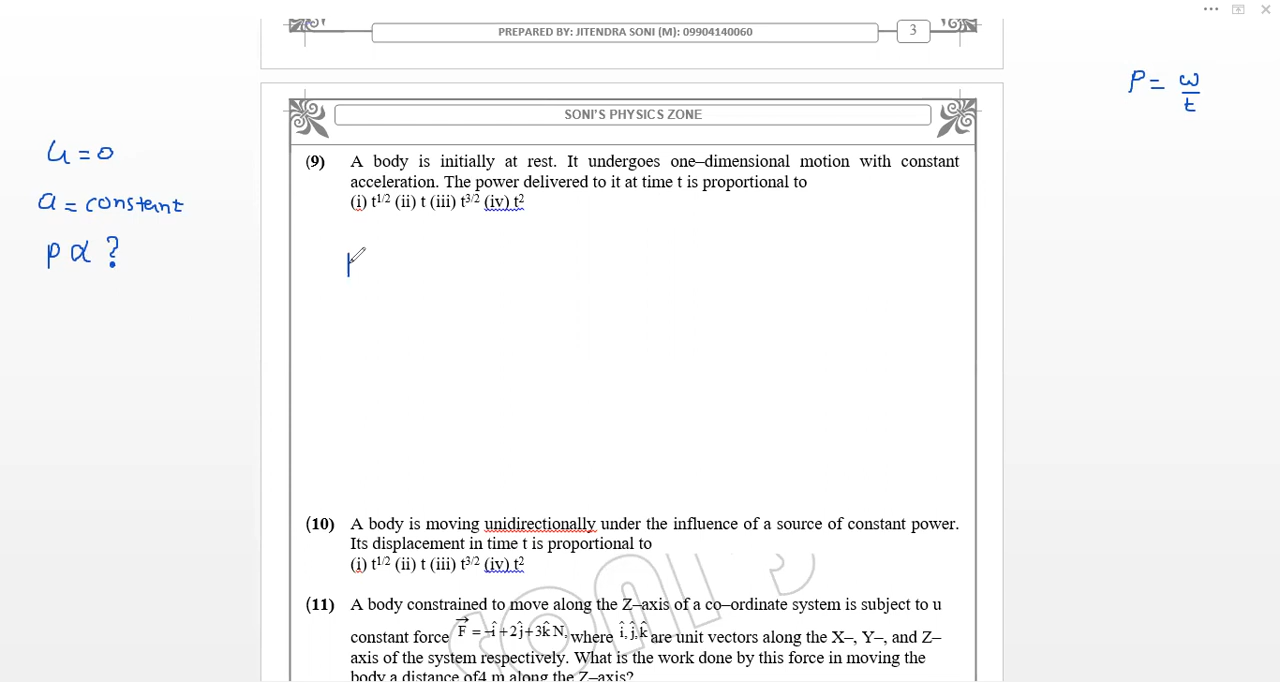 PREPARED BY: JITENDRA SONI (M): 09904140060
3
P = w/t
SONI'S PHYSICS ZONE
u = 0
a = constant
P α ?
(9) A body is initially at rest. It undergoes one–dimensional motion with constant
acceleration. The power delivered to it at time t is proportional to
(i) t^1/2 (ii) t (iii) t^3/2 (iv) t^2
(10) A body is moving unidirectionally under the influence of a source of constant power.
Its displacement in time t is proportional to
(i) t^1/2 (ii) t (iii) t^3/2 (iv) t^2
(11) A body constrained to move along the Z–axis of a co–ordinate system is subject to u
constant force F⃗ = –î+2ĵ+3k̂ N, where î, ĵ, k̂ are unit vectors along the X–, Y–, and Z–
axis of the system respectively. What is the work done by this force in moving the
body a distance of4 m along the Z–axis?
SONI'S